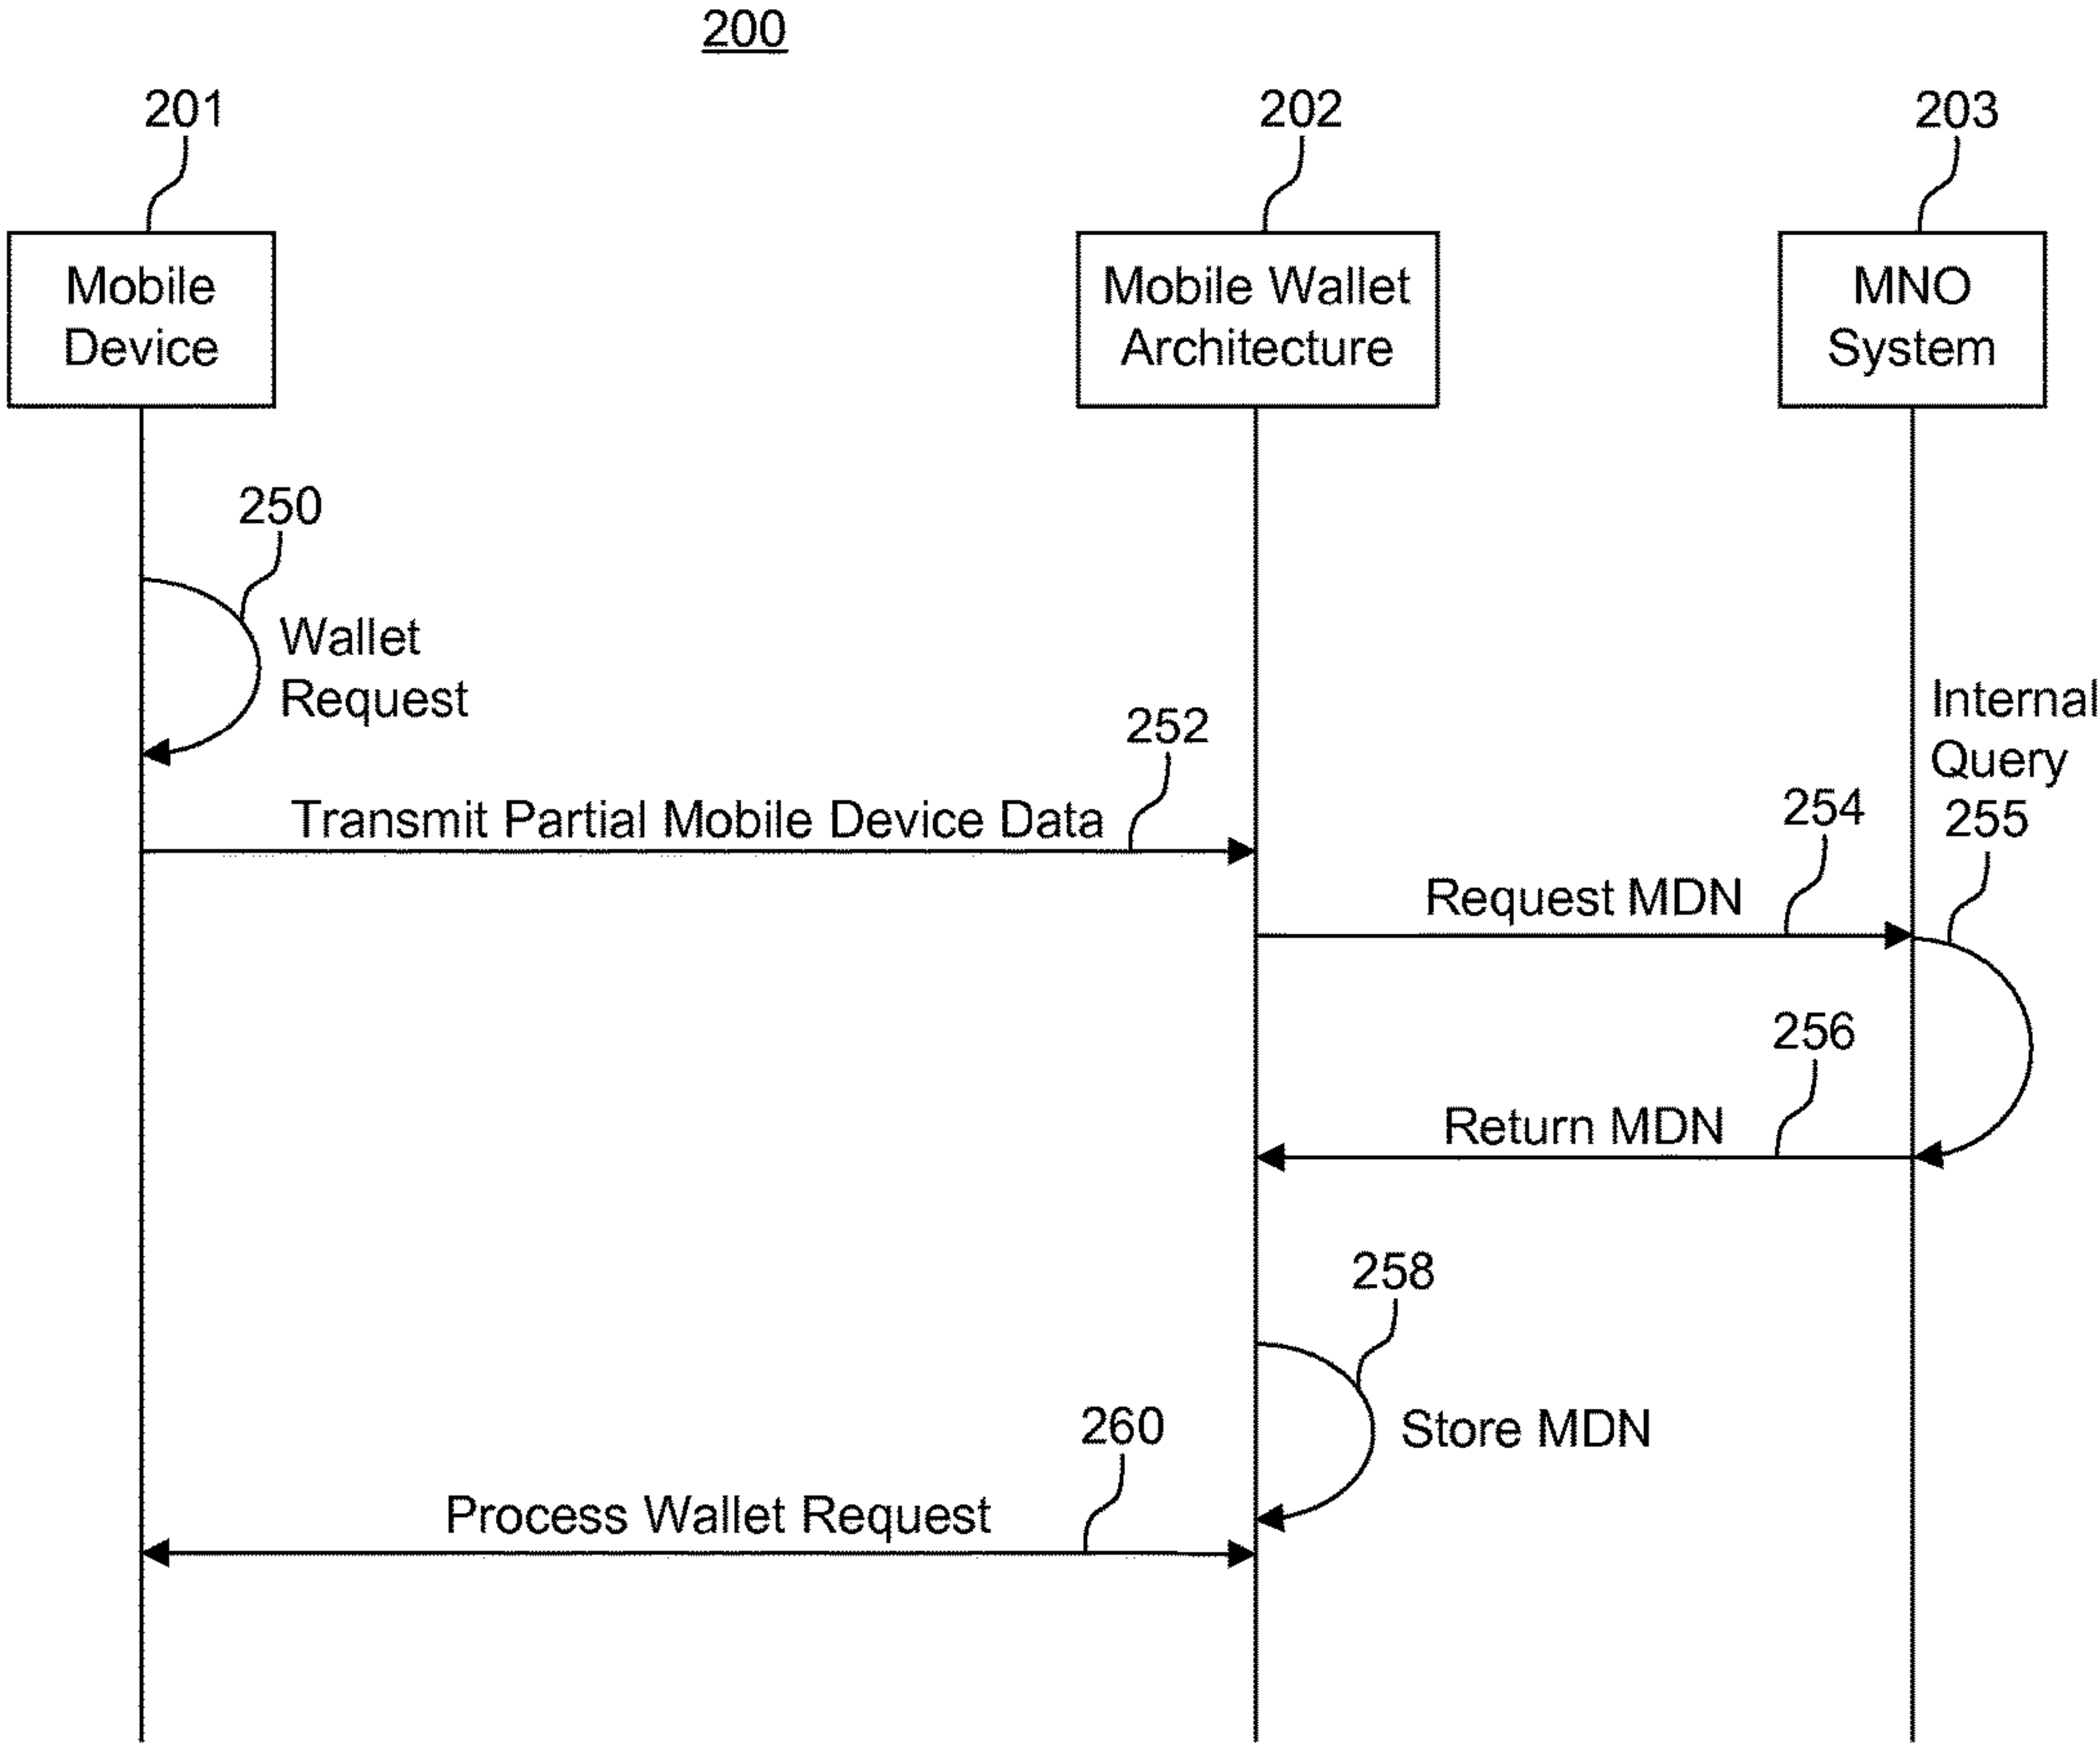 200
201
202
203
Mobile
Device
Mobile Wallet
Architecture
MNO
System
250
Wallet
Request
252
Transmit Partial Mobile Device Data
Internal
Query
255
254
Request MDN
256
Return MDN
258
Store MDN
260
Process Wallet Request